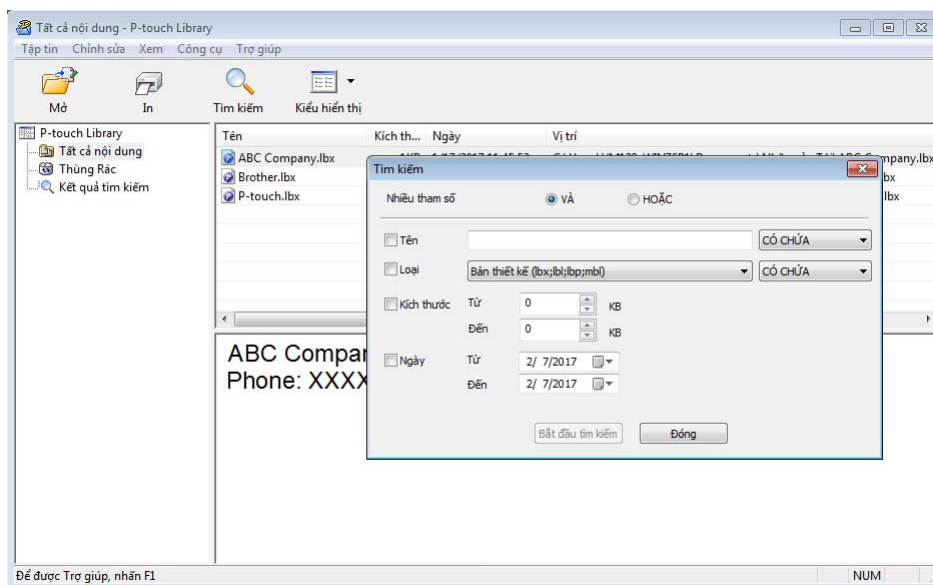 Tất cả nội dung - P-touch Library
Tập tin Chỉnh sửa Xem Công cụ Trợ giúp
Mở In Tìm kiếm Kiểu hiển thị
P-touch Library
Tất cả nội dung
Thùng Rác
Kết quả tìm kiếm
Tên Kích th... Ngày Vị trí
ABC Company.lbx
Brother.lbx
P-touch.lbx
ABC Compan
Phone: XXXX
Tìm kiếm
Nhiều tham số VÀ HOẶC
Tên CÓ CHỨA
Loại Bản thiết kế (lbx;lbl;lbp;mbl) CÓ CHỨA
Kích thước Từ 0 KB
Đến 0 KB
Ngày Từ 2/ 7/2017
Đến 2/ 7/2017
Bắt đầu tìm kiếm Đóng
Để được Trợ giúp, nhấn F1 NUM